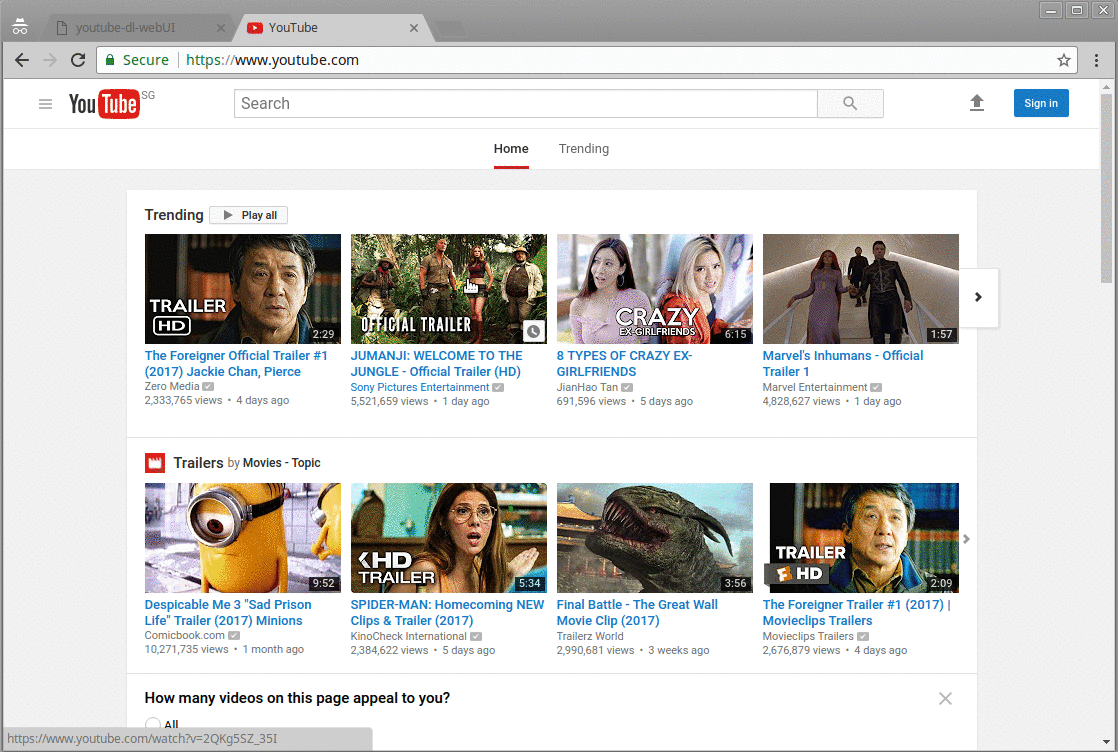 youtube-dl-webUI
YouTube
Secure
https://www.youtube.com
YouTube SG
Search
Sign in
Home
Trending
Trending
Play all
TRAILER
HD
2:29
OFFICIAL TRAILER
CRAZY
EX-GIRLFRIENDS
6:15
1:57
The Foreigner Official Trailer #1
(2017) Jackie Chan, Pierce
Zero Media
2,333,765 views • 4 days ago
JUMANJI: WELCOME TO THE
JUNGLE - Official Trailer (HD)
Sony Pictures Entertainment
5,521,659 views • 1 day ago
8 TYPES OF CRAZY EX-
GIRLFRIENDS
JianHao Tan
691,596 views • 5 days ago
Marvel's Inhumans - Official
Trailer 1
Marvel Entertainment
4,828,627 views • 1 day ago
Trailers by Movies - Topic
9:52
HD
TRAILER
5:34
3:56
TRAILER
HD
2:09
Despicable Me 3 "Sad Prison
Life" Trailer (2017) Minions
Comicbook.com
10,271,735 views • 1 month ago
SPIDER-MAN: Homecoming NEW
Clips & Trailer (2017)
KinoCheck International
2,384,622 views • 5 days ago
Final Battle - The Great Wall
Movie Clip (2017)
Trailerz World
2,990,681 views • 3 weeks ago
The Foreigner Trailer #1 (2017) |
Movieclips Trailers
Movieclips Trailers
2,676,879 views • 4 days ago
How many videos on this page appeal to you?
All
https://www.youtube.com/watch?v=2QKg5SZ_35I